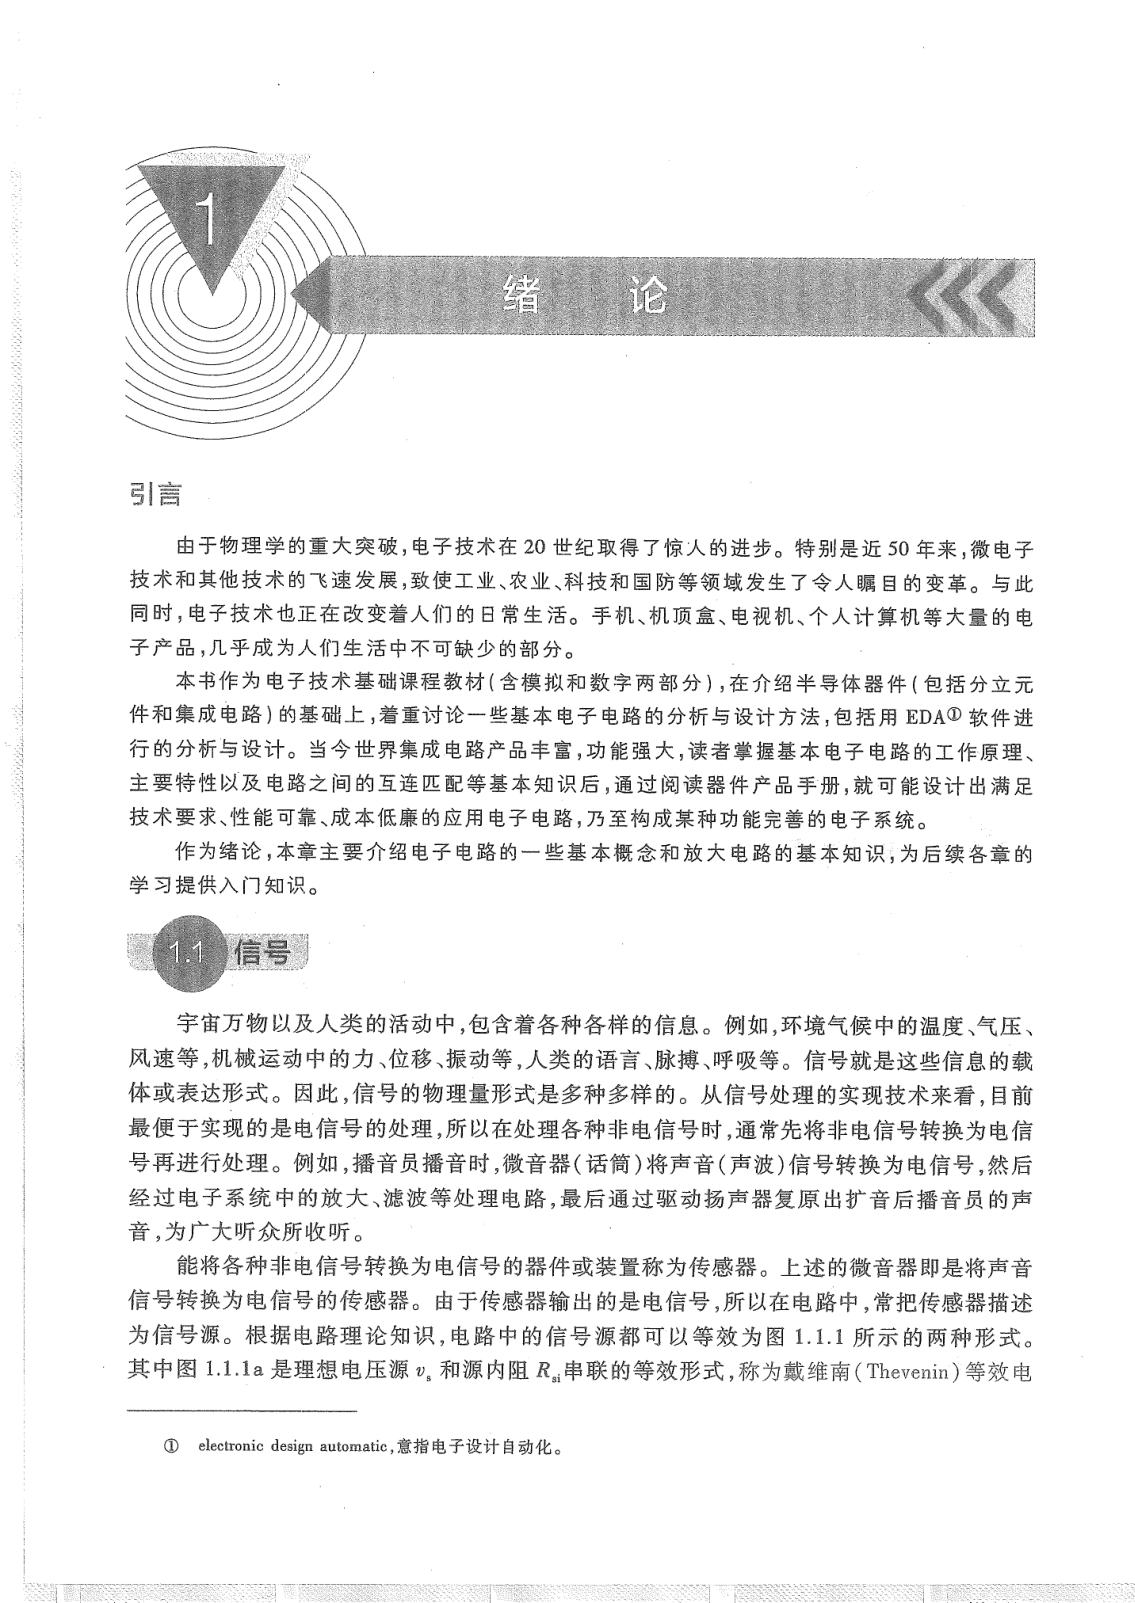 1
绪 论
引言
由于物理学的重大突破,电子技术在 20 世纪取得了惊人的进步。特别是近 50 年来,微电子
技术和其他技术的飞速发展,致使工业、农业、科技和国防等领域发生了令人瞩目的变革。与此
同时,电子技术也正在改变着人们的日常生活。手机、机顶盒、电视机、个人计算机等大量的电
子产品,几乎成为人们生活中不可缺少的部分。
本书作为电子技术基础课程教材(含模拟和数字两部分),在介绍半导体器件(包括分立元
件和集成电路)的基础上,着重讨论一些基本电子电路的分析与设计方法,包括用 EDA① 软件进
行的分析与设计。当今世界集成电路产品丰富,功能强大,读者掌握基本电子电路的工作原理、
主要特性以及电路之间的互连匹配等基本知识后,通过阅读器件产品手册,就可能设计出满足
技术要求、性能可靠、成本低廉的应用电子电路,乃至构成某种功能完善的电子系统。
作为绪论,本章主要介绍电子电路的一些基本概念和放大电路的基本知识,为后续各章的
学习提供入门知识。
1.1 信号
宇宙万物以及人类的活动中,包含着各种各样的信息。例如,环境气候中的温度、气压、
风速等,机械运动中的力、位移、振动等,人类的语言、脉搏、呼吸等。信号就是这些信息的载
体或表达形式。因此,信号的物理量形式是多种多样的。从信号处理的实现技术来看,目前
最便于实现的是电信号的处理,所以在处理各种非电信号时,通常先将非电信号转换为电信
号再进行处理。例如,播音员播音时,微音器(话筒)将声音(声波)信号转换为电信号,然后
经过电子系统中的放大、滤波等处理电路,最后通过驱动扬声器复原出扩音后播音员的声
音,为广大听众所收听。
能将各种非电信号转换为电信号的器件或装置称为传感器。上述的微音器即是将声音
信号转换为电信号的传感器。由于传感器输出的是电信号,所以在电路中,常把传感器描述
为信号源。根据电路理论知识,电路中的信号源都可以等效为图 1.1.1 所示的两种形式。
其中图 1.1.1a 是理想电压源 vs 和源内阻 Rsi串联的等效形式,称为戴维南(Thevenin)等效电
① electronic design automatic,意指电子设计自动化。